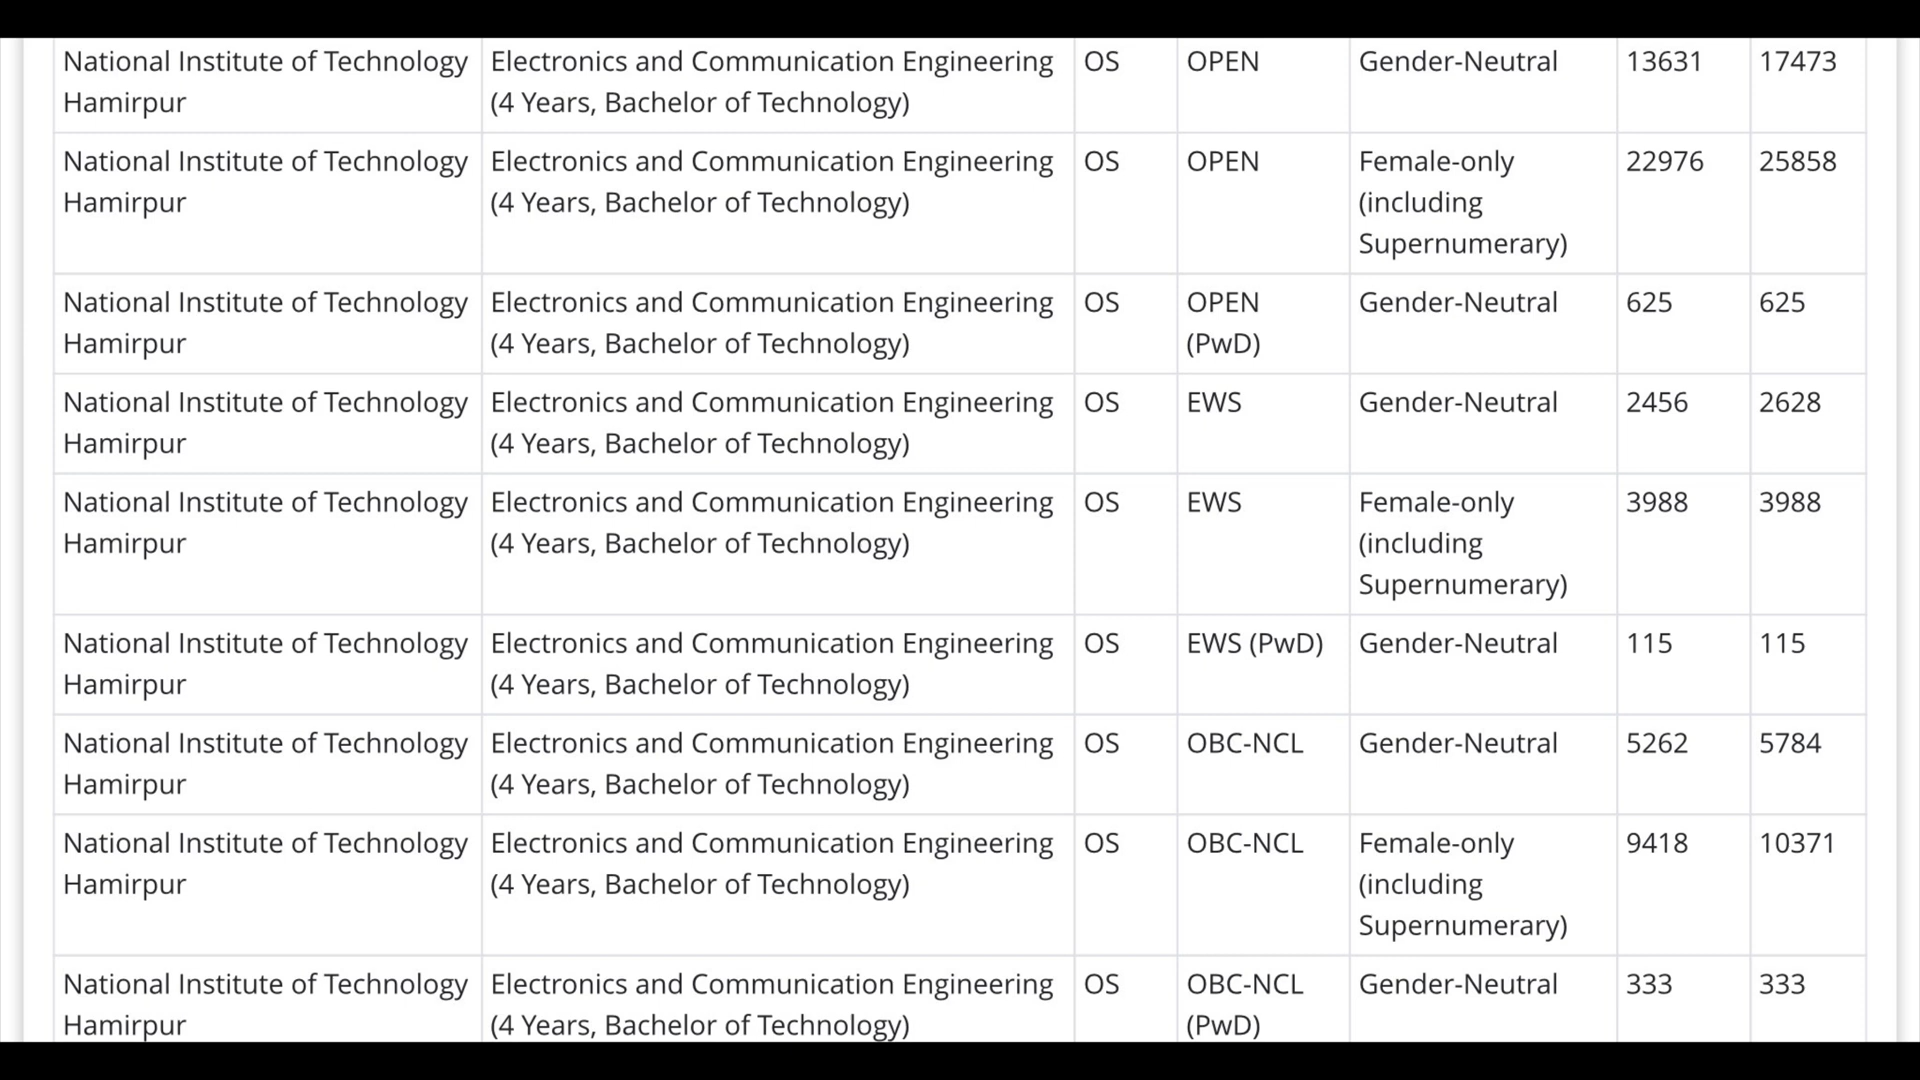 National Institute of Technology Electronics and Communication Engineering OS OPEN Gender-Neutral 13631 17473
Hamirpur (4 Years, Bachelor of Technology)
National Institute of Technology Electronics and Communication Engineering OS OPEN Female-only 22976 25858
Hamirpur (4 Years, Bachelor of Technology) (including
Supernumerary)
National Institute of Technology Electronics and Communication Engineering OS OPEN Gender-Neutral 625 625
Hamirpur (4 Years, Bachelor of Technology) (PwD)
National Institute of Technology Electronics and Communication Engineering OS EWS Gender-Neutral 2456 2628
Hamirpur (4 Years, Bachelor of Technology)
National Institute of Technology Electronics and Communication Engineering OS EWS Female-only 3988 3988
Hamirpur (4 Years, Bachelor of Technology) (including
Supernumerary)
National Institute of Technology Electronics and Communication Engineering OS EWS (PwD) Gender-Neutral 115 115
Hamirpur (4 Years, Bachelor of Technology)
National Institute of Technology Electronics and Communication Engineering OS OBC-NCL Gender-Neutral 5262 5784
Hamirpur (4 Years, Bachelor of Technology)
National Institute of Technology Electronics and Communication Engineering OS OBC-NCL Female-only 9418 10371
Hamirpur (4 Years, Bachelor of Technology) (including
Supernumerary)
National Institute of Technology Electronics and Communication Engineering OS OBC-NCL Gender-Neutral 333 333
Hamirpur (4 Years, Bachelor of Technology) (PwD)